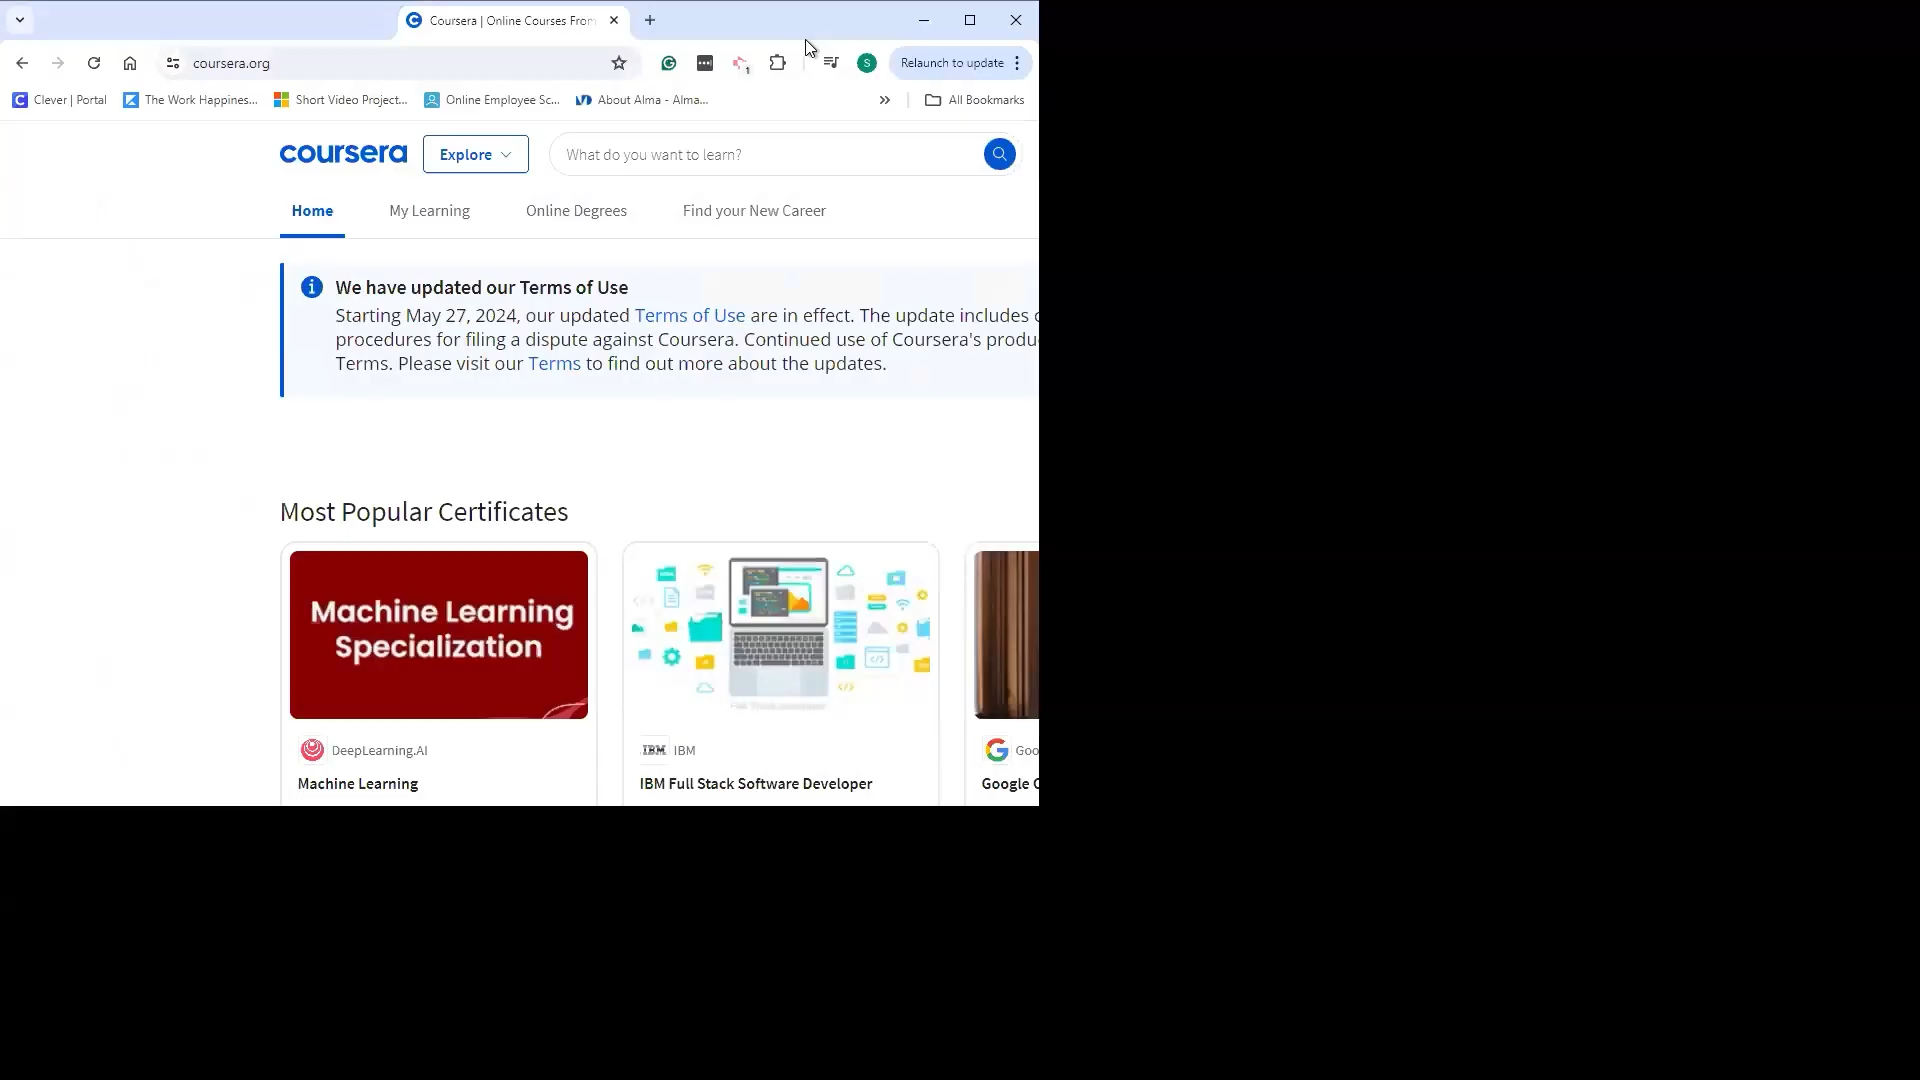 Coursera | Online Courses From
coursera.org
1
S
Relaunch to update
Clever | Portal
The Work Happines...
Short Video Project...
Online Employee Sc...
About Alma - Alma...
All Bookmarks
coursera
Explore
What do you want to learn?
Home
My Learning
Online Degrees
Find your New Career
We have updated our Terms of Use
Starting May 27, 2024, our updated Terms of Use are in effect. The update includes
procedures for filing a dispute against Coursera. Continued use of Coursera's produ
Terms. Please visit our Terms to find out more about the updates.
Most Popular Certificates
Machine Learning
Specialization
DeepLearning.AI
Machine Learning
IBM
IBM
IBM Full Stack Software Developer
Goo
Google C